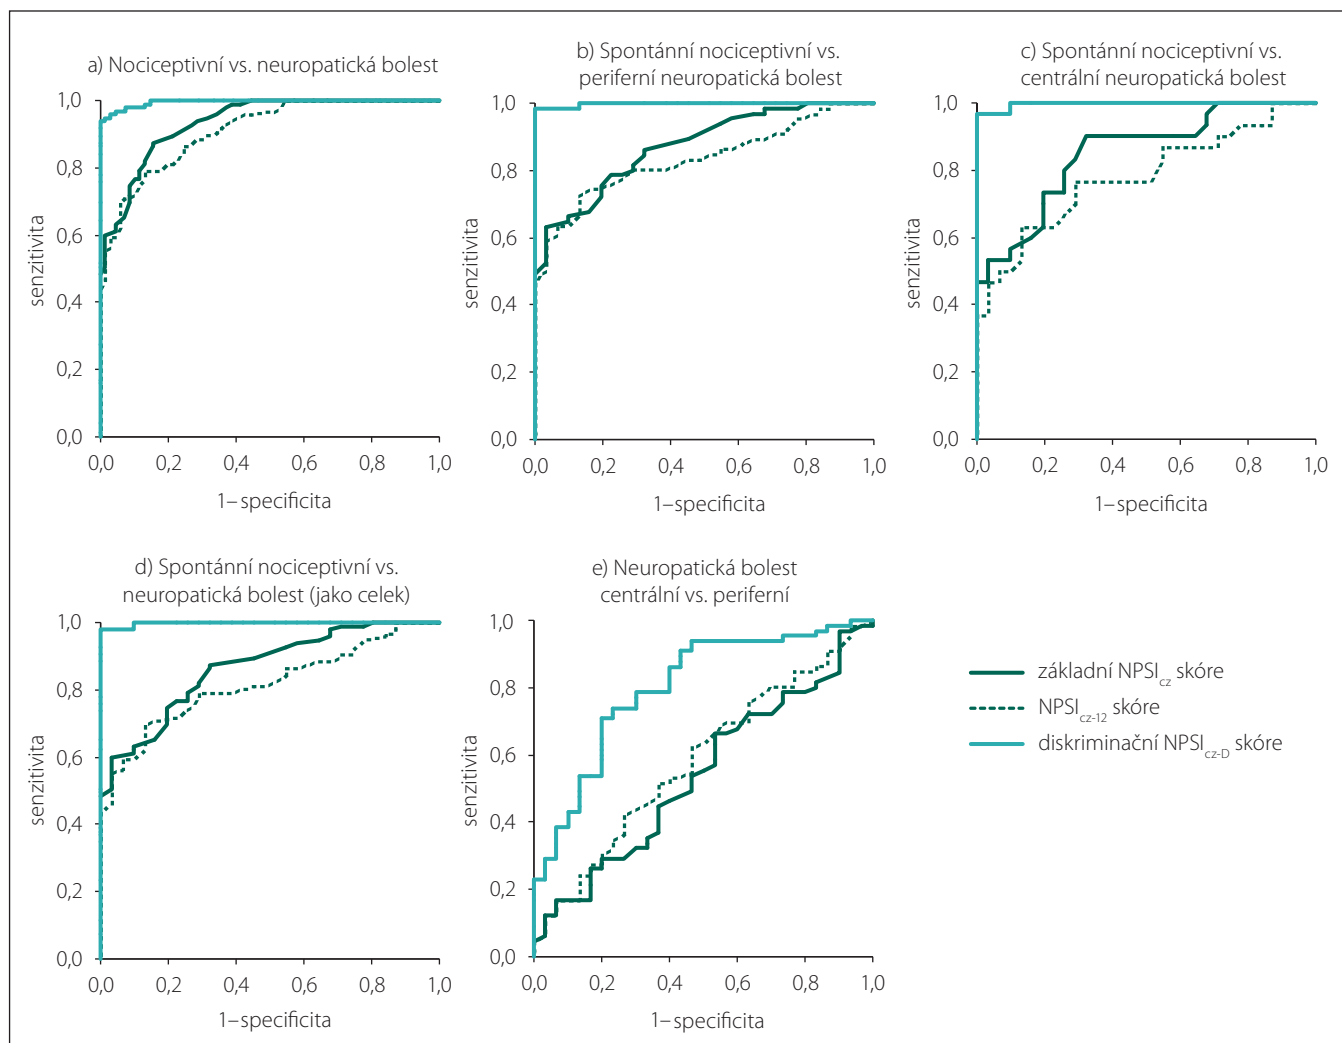 a) Nociceptivní vs. neuropatická bolest
1,0
0,8
0,6
0,4
0,2
0,0
senzitivita
0,0 0,2 0,4 0,6 0,8 1,0
1–specificita
b) Spontánní nociceptivní vs.
periferní neuropatická bolest
1,0
0,8
0,6
0,4
0,2
0,0
senzitivita
0,0 0,2 0,4 0,6 0,8 1,0
1–specificita
c) Spontánní nociceptivní vs.
centrální neuropatická bolest
1,0
0,8
0,6
0,4
0,2
0,0
senzitivita
0,0 0,2 0,4 0,6 0,8 1,0
1–specificita
d) Spontánní nociceptivní vs.
neuropatická bolest (jako celek)
1,0
0,8
0,6
0,4
0,2
0,0
senzitivita
0,0 0,2 0,4 0,6 0,8 1,0
1–specificita
e) Neuropatická bolest
centrální vs. periferní
1,0
0,8
0,6
0,4
0,2
0,0
senzitivita
0,0 0,2 0,4 0,6 0,8 1,0
1–specificita
základní NPSIcz skóre
NPSIcz-12 skóre
diskriminační NPSIcz-D skóre